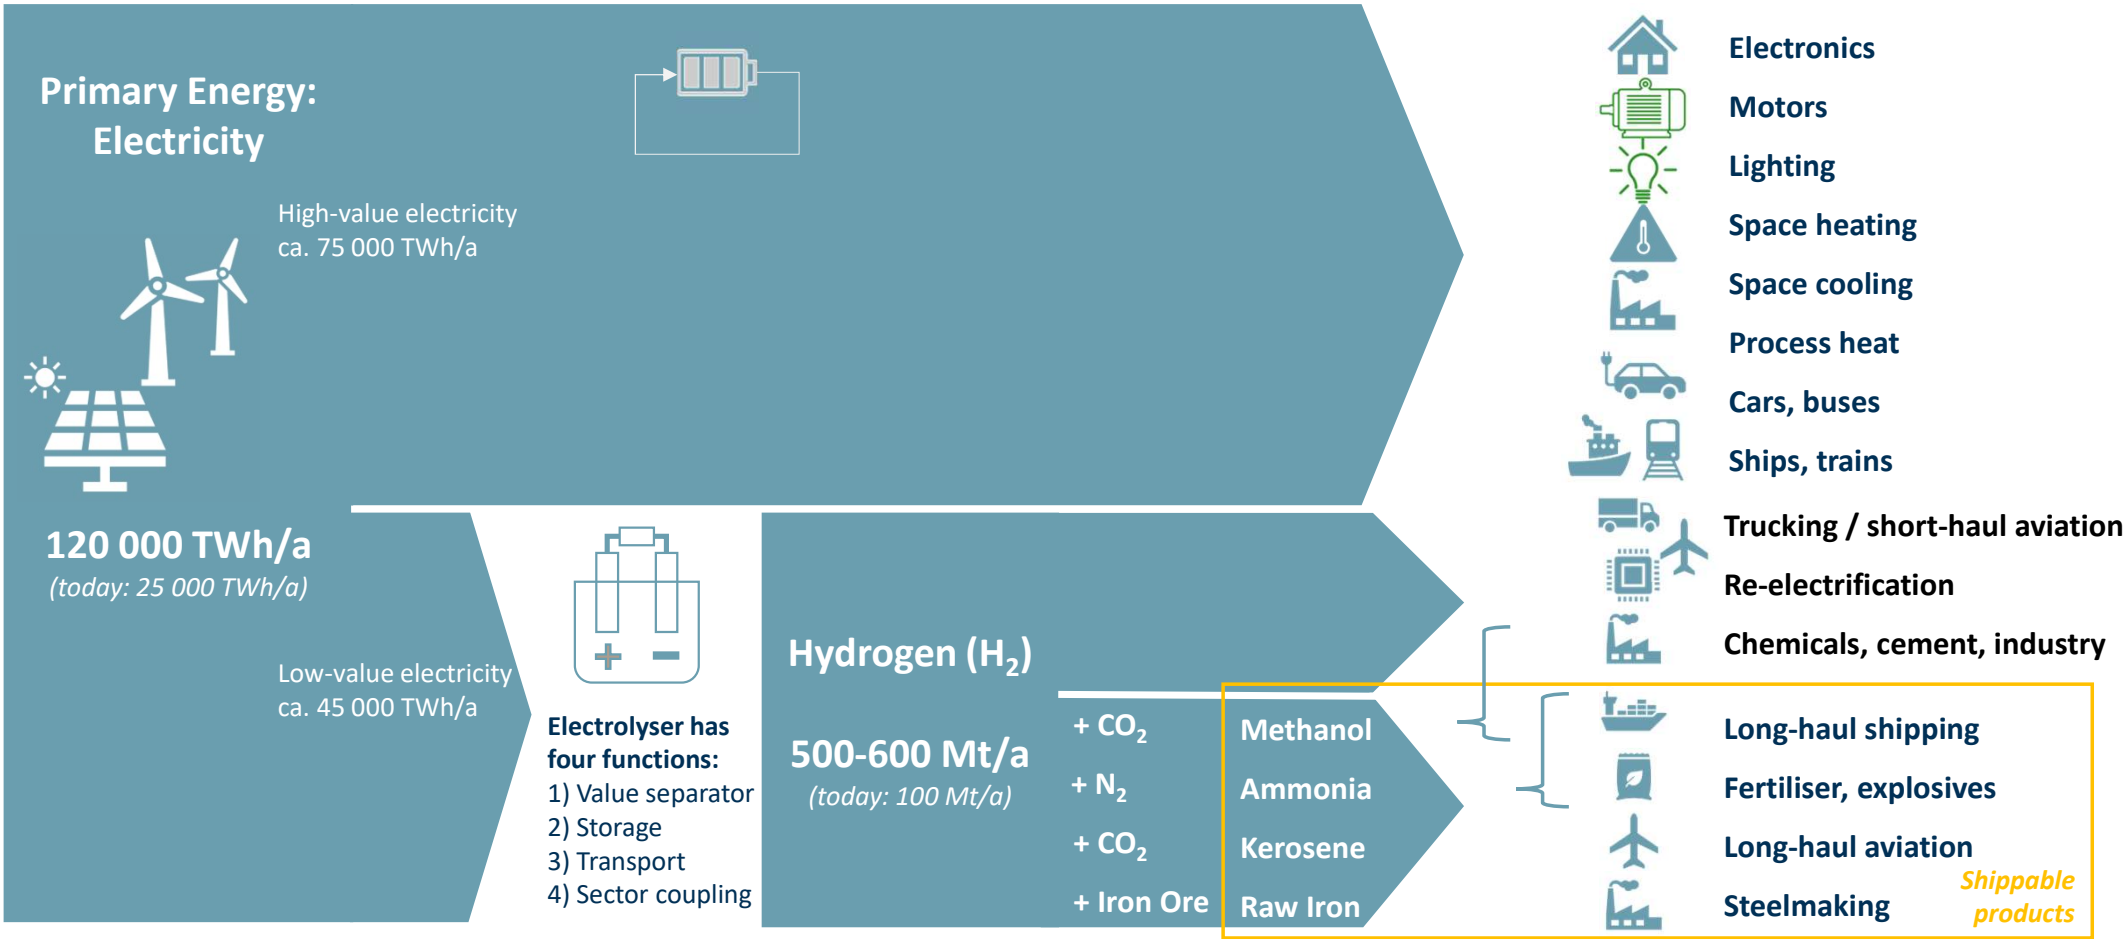 Primary Energy:
Electricity
High-value electricity
ca. 75 000 TWh/a
120 000 TWh/a
(today: 25 000 TWh/a)
Low-value electricity
ca. 45 000 TWh/a
+ −
Electrolyser has
four functions:
1) Value separator
2) Storage
3) Transport
4) Sector coupling
Hydrogen (H₂)
500-600 Mt/a
(today: 100 Mt/a)
+ CO₂ Methanol
+ N₂ Ammonia
+ CO₂ Kerosene
+ Iron Ore Raw Iron
Electronics
Motors
Lighting
Space heating
Space cooling
Process heat
Cars, buses
Ships, trains
Trucking / short-haul aviation
Re-electrification
Chemicals, cement, industry
Long-haul shipping
Fertiliser, explosives
Long-haul aviation
Steelmaking
Shippable
products